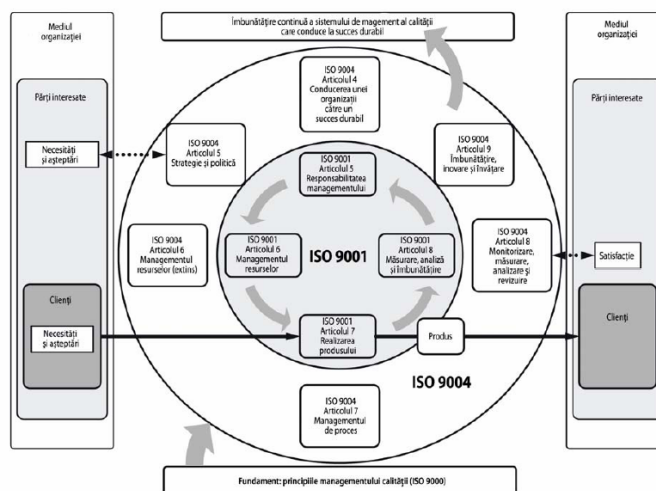 Îmbunătățire continuă a sistemului de magement al calității
care conduce la succes durabil
Mediul
organizației
Părți interesate
Necesități
și așteptări
Clienți
Necesități
și așteptări
ISO 9004
Articolul 4
Conducerea unei
organizații
către un
succes durabil
ISO 9004
Articolul 5
Strategie și politică
ISO 9004
Articolul 9
Îmbunătățire,
inovare și învățare
ISO 9001
Articolul 5
Responsabilitatea
managementului
ISO 9004
Articolul 6
Managementul
resurselor (extins)
ISO 9001
Articolul 6
Managementul
resurselor
ISO 9001
ISO 9001
Articolul 8
Măsurare, analiză
și îmbunătățire
ISO 9004
Articolul 8
Monitorizare,
măsurare,
analizare și
revizuire
ISO 9001
Articolul 7
Realizarea
produsului
Produs
ISO 9004
ISO 9004
Articolul 7
Managementul
de proces
Mediul
organizației
Părți interesate
Satisfacție
Clienți
Fundament: principiile managementului calității (ISO 9000)